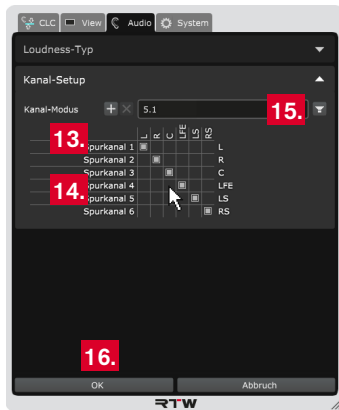 CLC View Audio System
Loudness-Typ
Kanal-Setup
Kanal-Modus 5.1 15.
L R C LFE LS RS
13.
Spurkanal 1 L
Spurkanal 2 R
Spurkanal 3 C
14.
Spurkanal 4 LFE
Spurkanal 5 LS
Spurkanal 6 RS
16.
OK Abbruch
RTW